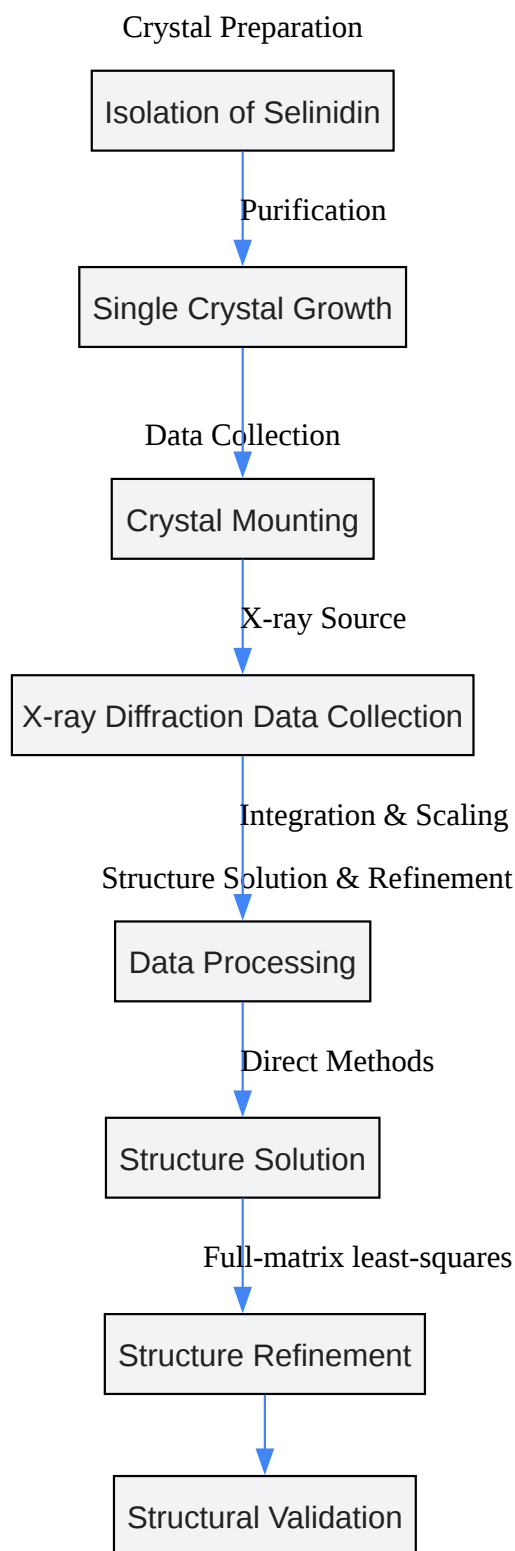 Crystal Preparation
Isolation of Selinidin
Purification
Single Crystal Growth
Data Collection
Crystal Mounting
X-ray Source
X-ray Diffraction Data Collection
Integration & Scaling
Structure Solution & Refinement
Data Processing
Direct Methods
Structure Solution
Full-matrix least-squares
Structure Refinement
Structural Validation